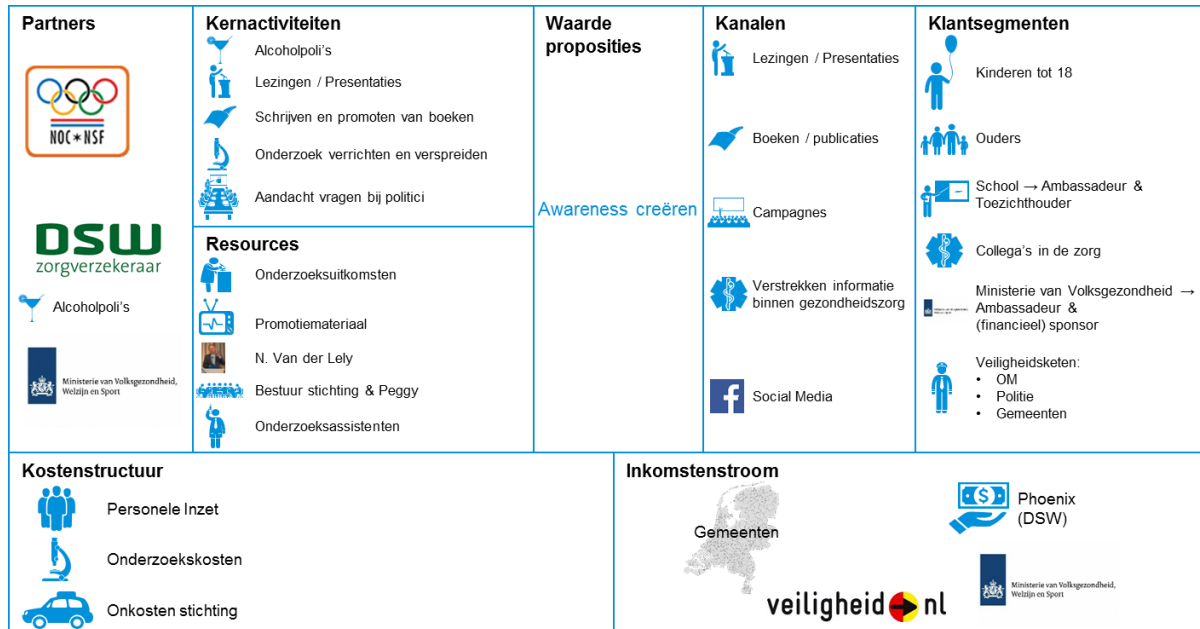 Partners
NOC*NSF
DSW
zorgverzekeraar
Alcoholpoli's
Ministerie van Volksgezondheid,
Welzijn en Sport
Kernactiviteiten
Alcoholpoli's
Lezingen / Presentaties
Schrijven en promoten van boeken
Onderzoek verrichten en verspreiden
Aandacht vragen bij politici
Resources
Onderzoeksuitkomsten
Promotiemateriaal
N. Van der Lely
Bestuur stichting & Peggy
Onderzoeksassistenten
Waarde
proposities
Awareness creëren
Kanalen
Lezingen / Presentaties
Boeken / publicaties
Campagnes
Verstrekken informatie
binnen gezondheidszorg
Social Media
Klantsegmenten
Kinderen tot 18
Ouders
School → Ambassadeur &
Toezichthouder
Collega's in de zorg
Ministerie van Volksgezondheid →
Ambassadeur &
(financieel) sponsor
Veiligheidsketen:
• OM
• Politie
• Gemeenten
Kostenstructuur
Personele Inzet
Onderzoekskosten
Onkosten stichting
Inkomstenstroom
Gemeenten
veiligheid nl
Phoenix
(DSW)
Ministerie van Volksgezondheid,
Welzijn en Sport